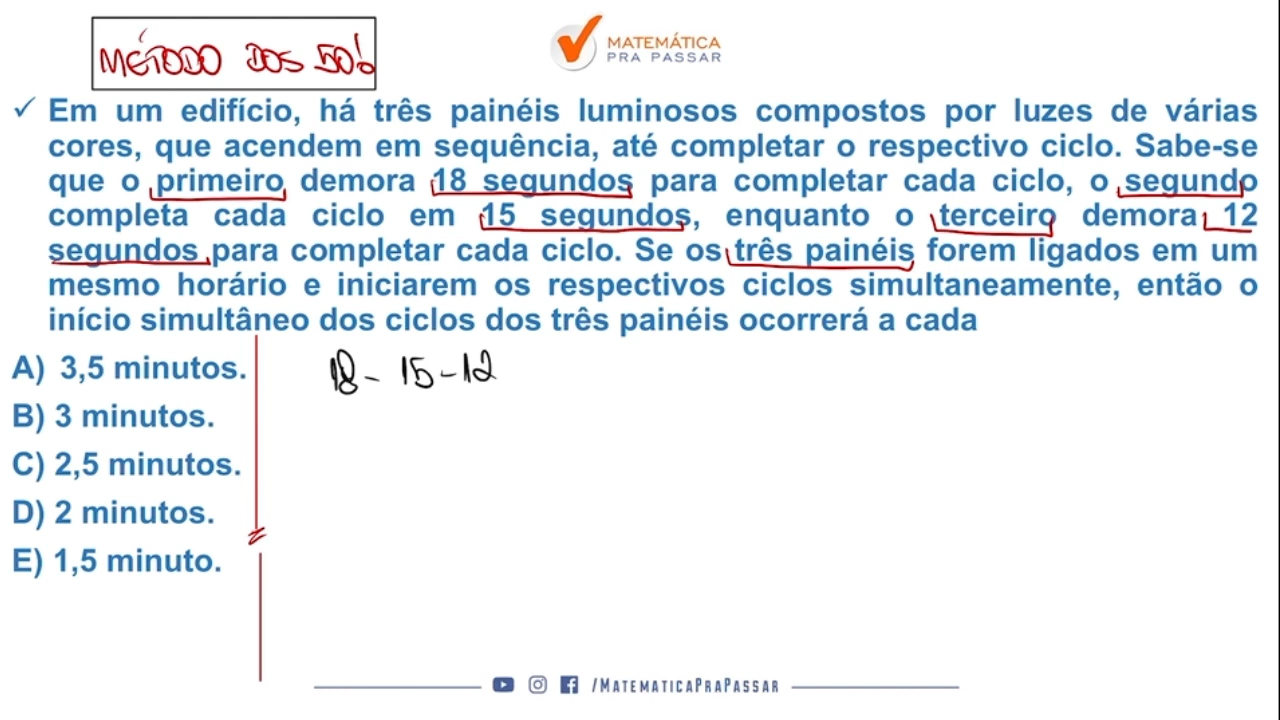 MÉTODO DOS 50!
MATEMÁTICA
PRA PASSAR
✓ Em um edifício, há três painéis luminosos compostos por luzes de várias
cores, que acendem em sequência, até completar o respectivo ciclo. Sabe-se
que o primeiro demora 18 segundos para completar cada ciclo, o segundo
completa cada ciclo em 15 segundos, enquanto o terceiro demora 12
segundos para completar cada ciclo. Se os três painéis forem ligados em um
mesmo horário e iniciarem os respectivos ciclos simultaneamente, então o
início simultâneo dos ciclos dos três painéis ocorrerá a cada
A) 3,5 minutos.
18 - 15 - 12
B) 3 minutos.
C) 2,5 minutos.
D) 2 minutos.
E) 1,5 minuto.
/MATEMATICAPRAPASSAR